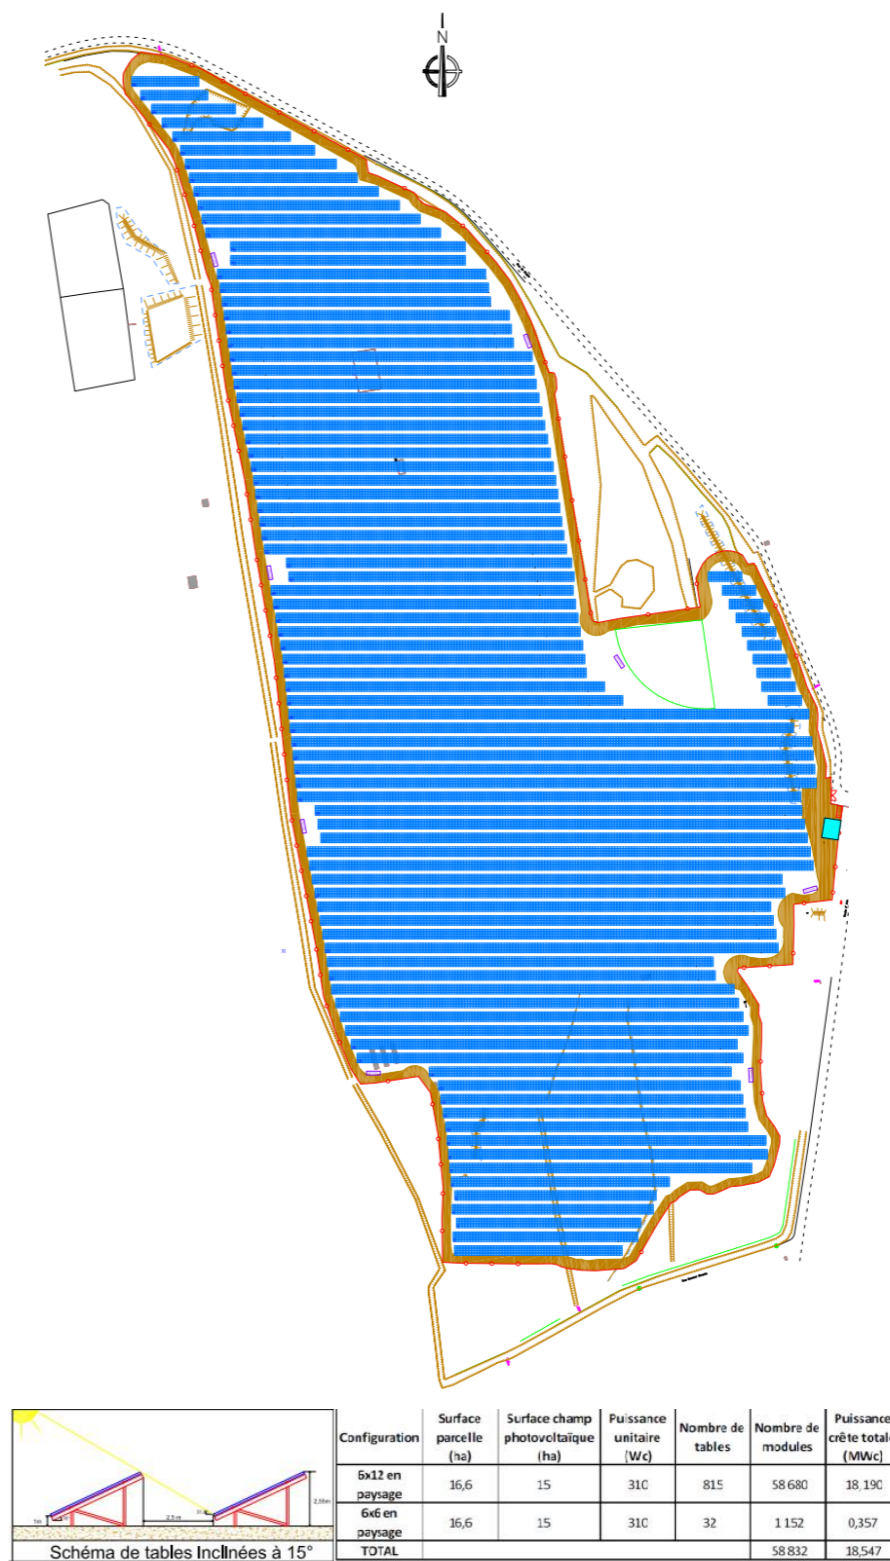 N
2,5 m
2,56m
Schéma de tables Inclinées à 15°
Configuration Surface parcelle (ha) Surface champ photovoltaïque (ha) Puissance unitaire (Wc) Nombre de tables Nombre de modules Puissance crête totale (MWc)
6x12 en paysage 16,6 15 310 815 58 680 18,190
6x6 en paysage 16,6 15 310 32 1 152 0,357
TOTAL 58 832 18,547